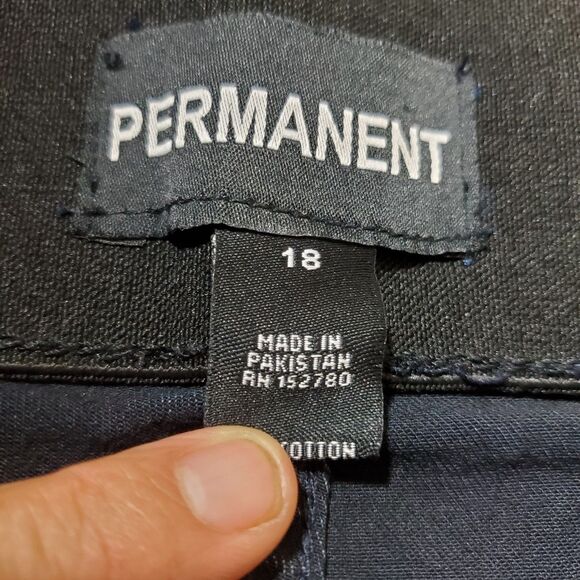 PERMANENT
18
MADE IN
PAKISTAN
RN 152780
COTTON